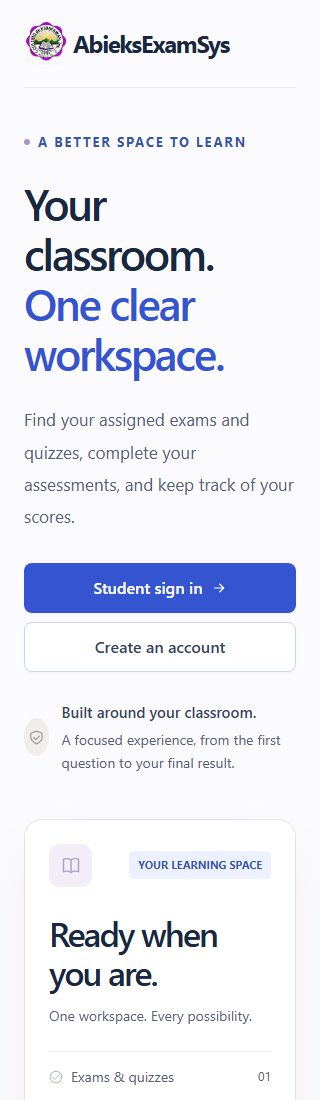 AbieksExamSys
A BETTER SPACE TO LEARN
Your
classroom.
One clear
workspace.
Find your assigned exams and
quizzes, complete your
assessments, and keep track of your
scores.
Student sign in →
Create an account
Built around your classroom.
A focused experience, from the first
question to your final result.
YOUR LEARNING SPACE
Ready when
you are.
One workspace. Every possibility.
Exams & quizzes 01